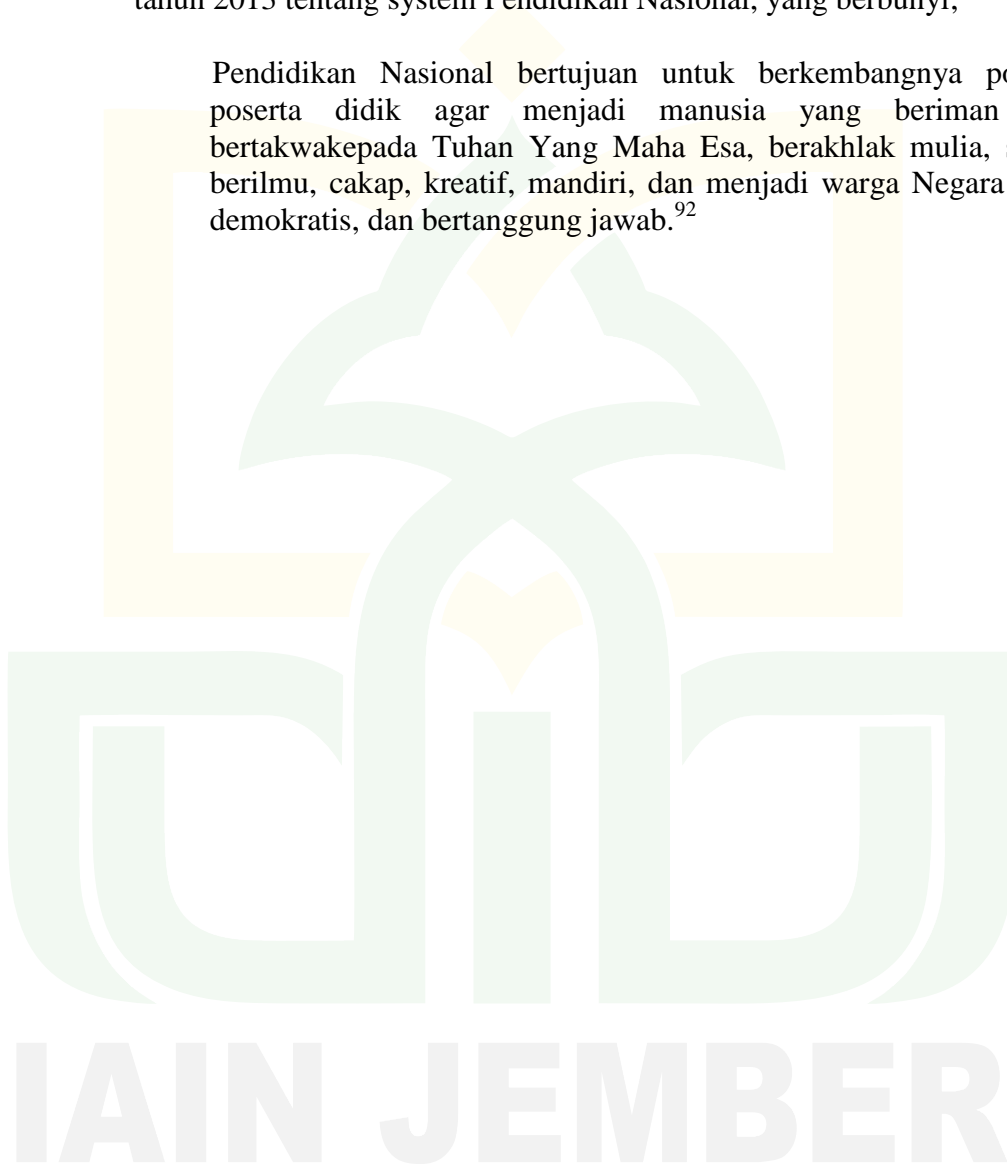 tahun 2013 tentang system Pendidikan Nasional, yang berbunyi,
Pendidikan Nasional bertujuan untuk berkembangnya
poserta didik agar menjadi manusia yang beriman
bertakwakepada Tuhan Yang Maha Esa, berakhlak mulia,
berilmu, cakap, kreatif, mandiri, dan menjadi warga Negara
demokratis, dan bertanggung jawab.92
IAIN JEMBER